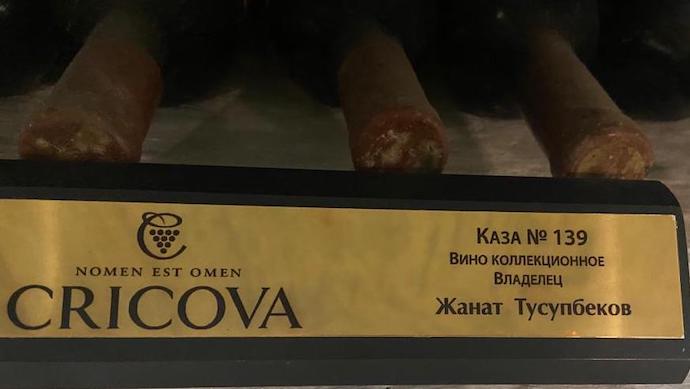 NOMEN EST OMEN
CRICOVA
Каза № 139
Вино коллекционное
Владелец
Жанат Тусупбеков